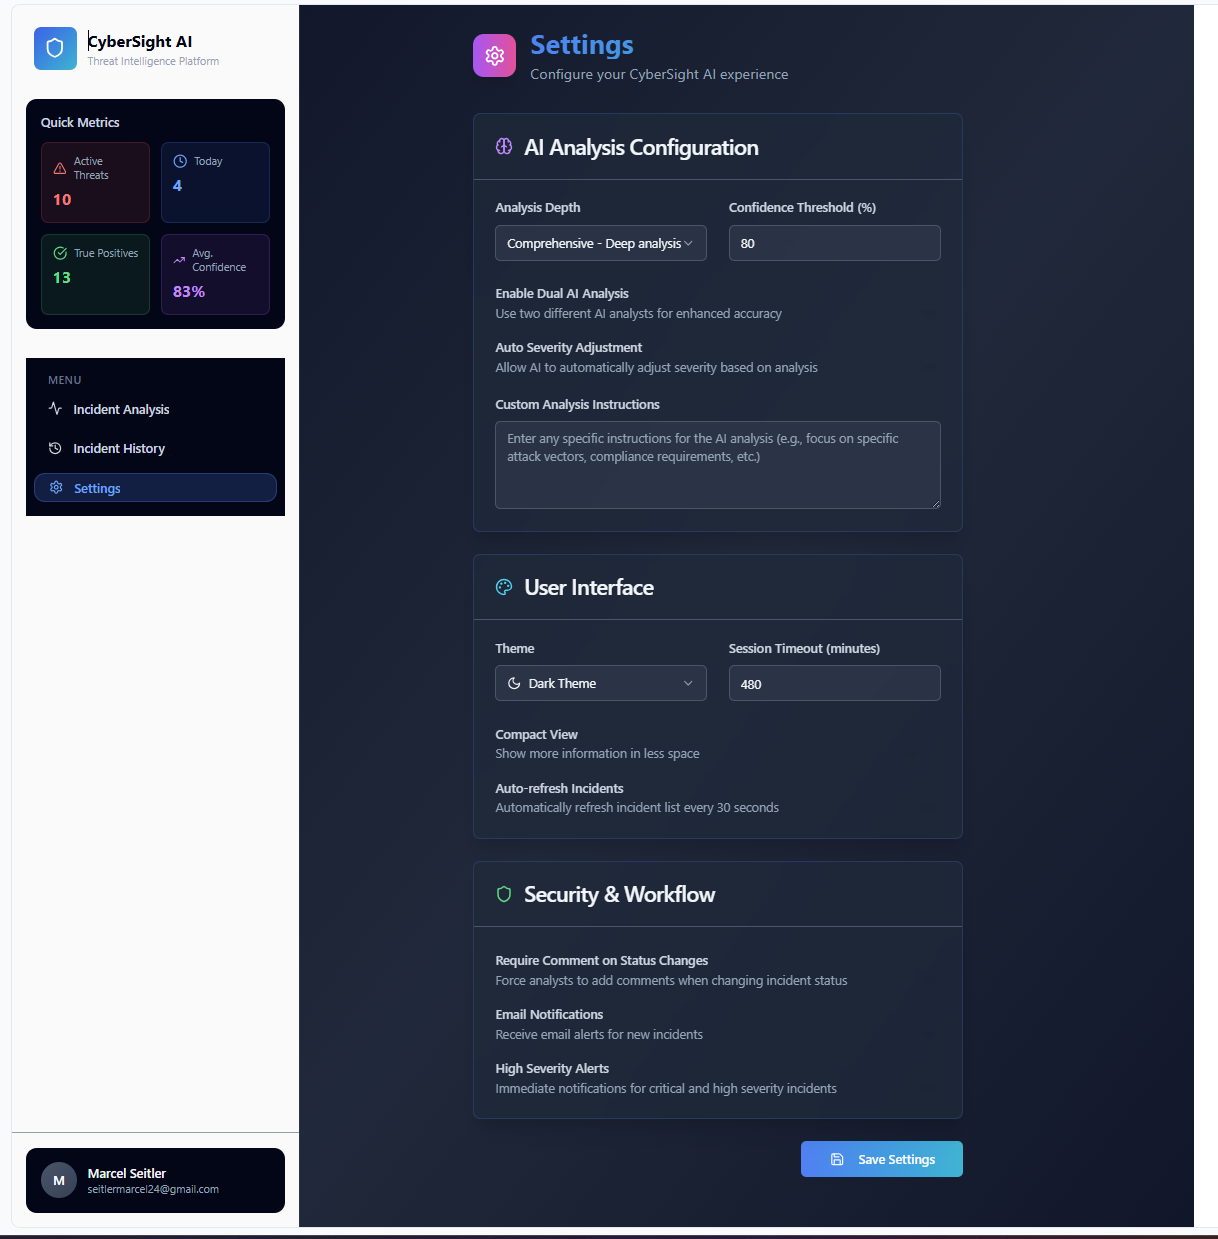 CyberSight AI
Threat Intelligence Platform
Quick Metrics
Active
Threats
10
Today
4
True Positives
13
Avg.
Confidence
83%
MENU
Incident Analysis
Incident History
Settings
M
Marcel Seitler
seitlermarcel24@gmail.com
Settings
Configure your CyberSight AI experience
AI Analysis Configuration
Analysis Depth
Confidence Threshold (%)
Comprehensive - Deep analysis
80
Enable Dual AI Analysis
Use two different AI analysts for enhanced accuracy
Auto Severity Adjustment
Allow AI to automatically adjust severity based on analysis
Custom Analysis Instructions
Enter any specific instructions for the AI analysis (e.g., focus on specific
attack vectors, compliance requirements, etc.)
User Interface
Theme
Session Timeout (minutes)
Dark Theme
480
Compact View
Show more information in less space
Auto-refresh Incidents
Automatically refresh incident list every 30 seconds
Security & Workflow
Require Comment on Status Changes
Force analysts to add comments when changing incident status
Email Notifications
Receive email alerts for new incidents
High Severity Alerts
Immediate notifications for critical and high severity incidents
Save Settings